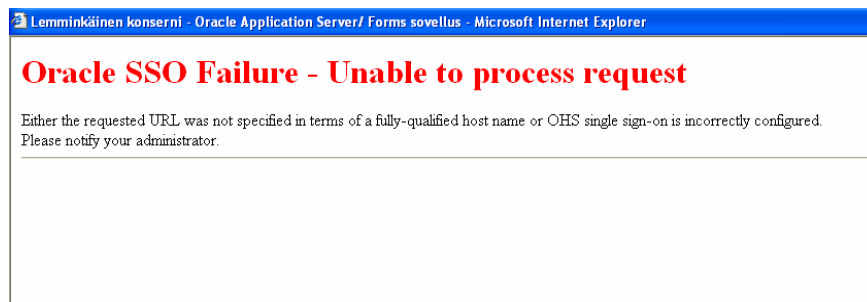 Lemminkäinen konserni - Oracle Application Server/ Forms sovellus - Microsoft Internet Explorer
Oracle SSO Failure - Unable to process request
Either the requested URL was not specified in terms of a fully-qualified host name or OHS single sign-on is incorrectly configured.
Please notify your administrator.